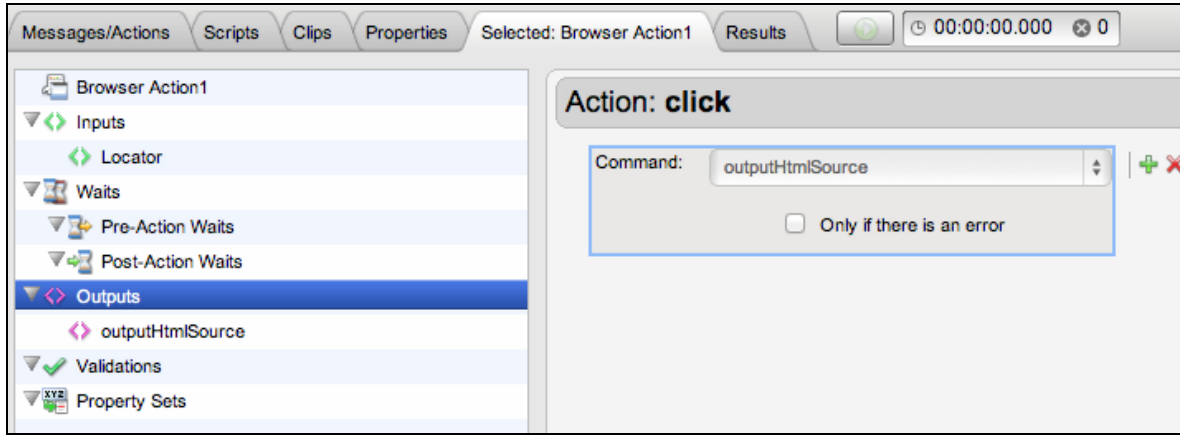 Messages/Actions Scripts Clips Properties Selected: Browser Action1 Results 00:00:00.000 0
Browser Action1
Inputs
Locator
Waits
Pre-Action Waits
Post-Action Waits
Outputs
outputHtmlSource
Validations
XYZ Property Sets
Action: click
Command: outputHtmlSource
Only if there is an error